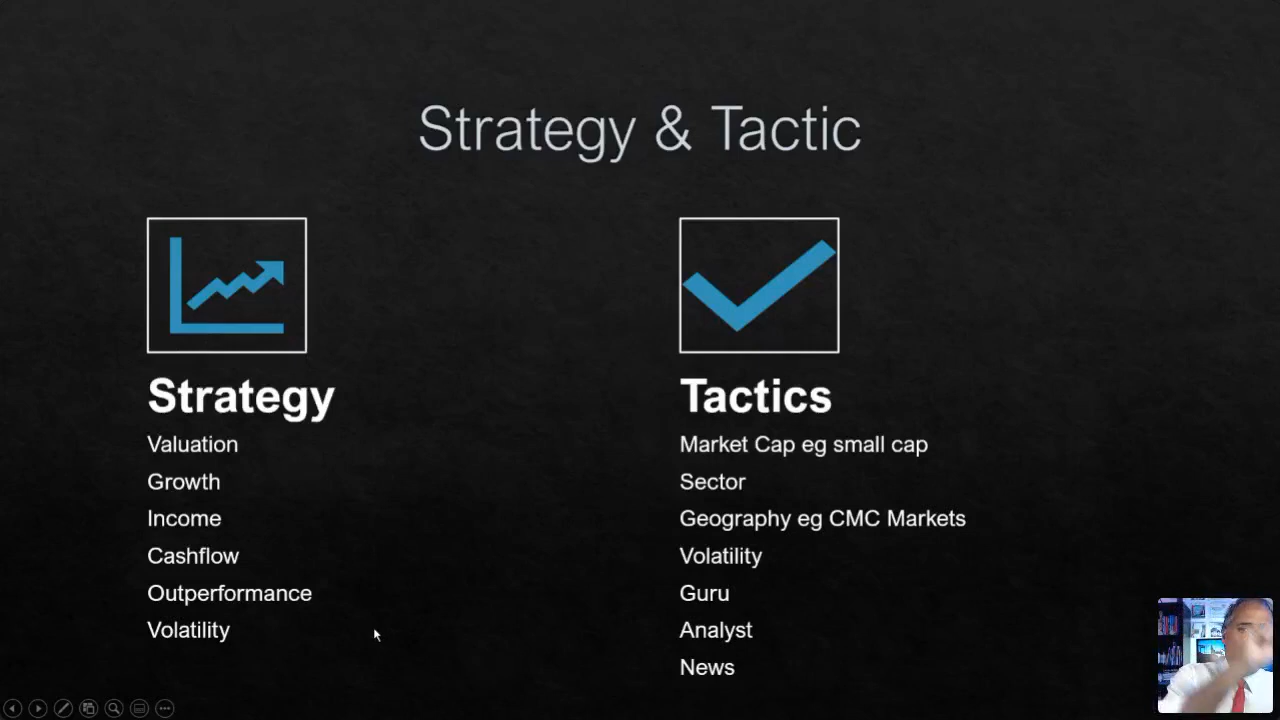 Strategy & Tactic
Strategy
Valuation
Growth
Income
Cashflow
Outperformance
Volatility
Tactics
Market Cap eg small cap
Sector
Geography eg CMC Markets
Volatility
Guru
Analyst
News